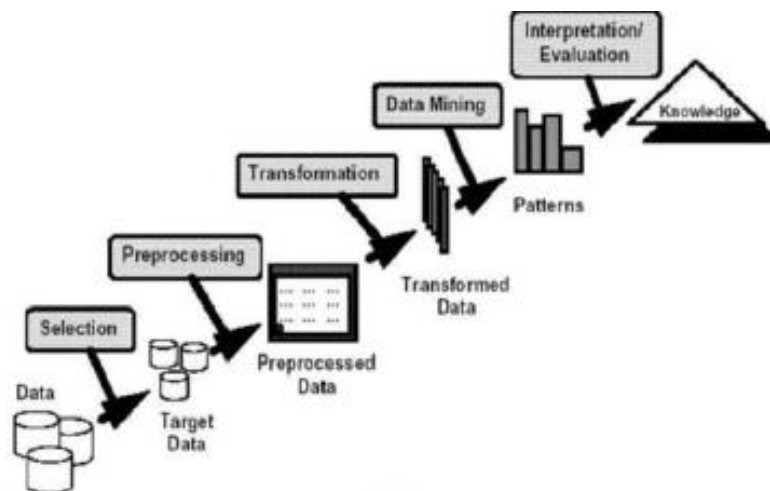 Interpretation/
Evaluation
Data Mining
Knowledge
Transformation
Patterns
Preprocessing
Transformed
Data
Selection
Preprocessed
Data
Data
Target
Data